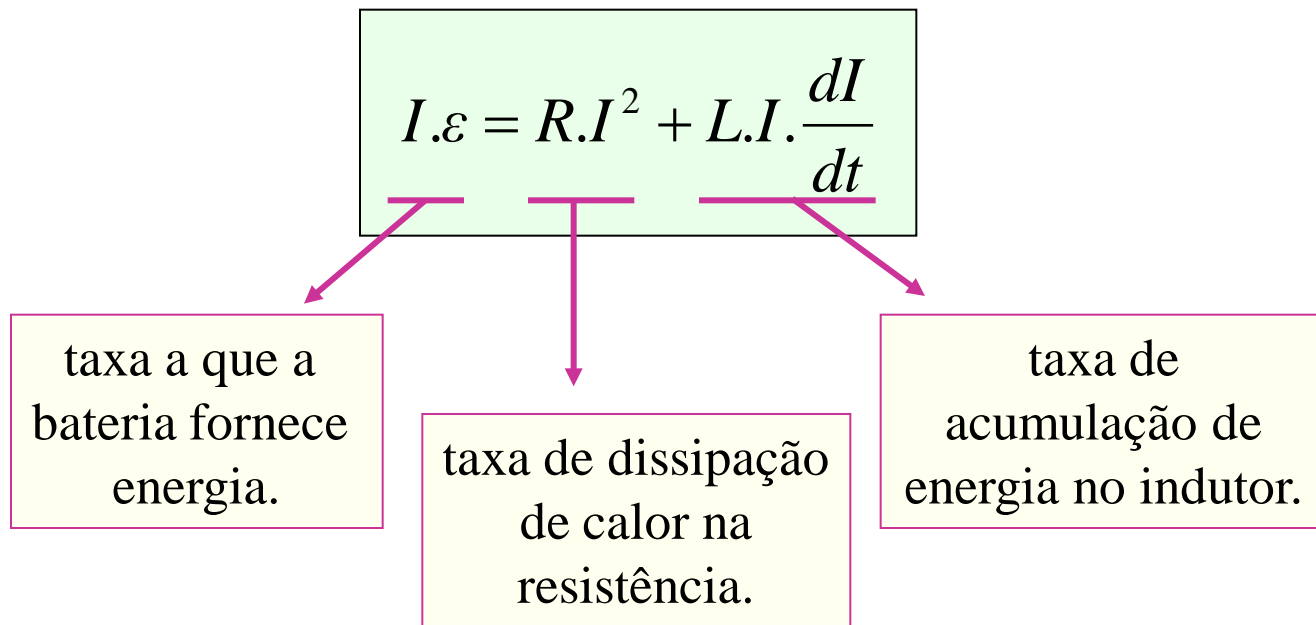 I.ε = R.I² + L.I.dI/dt
taxa a que a
bateria fornece
energia.
taxa de dissipação
de calor na
resistência.
taxa de
acumulação de
energia no indutor.